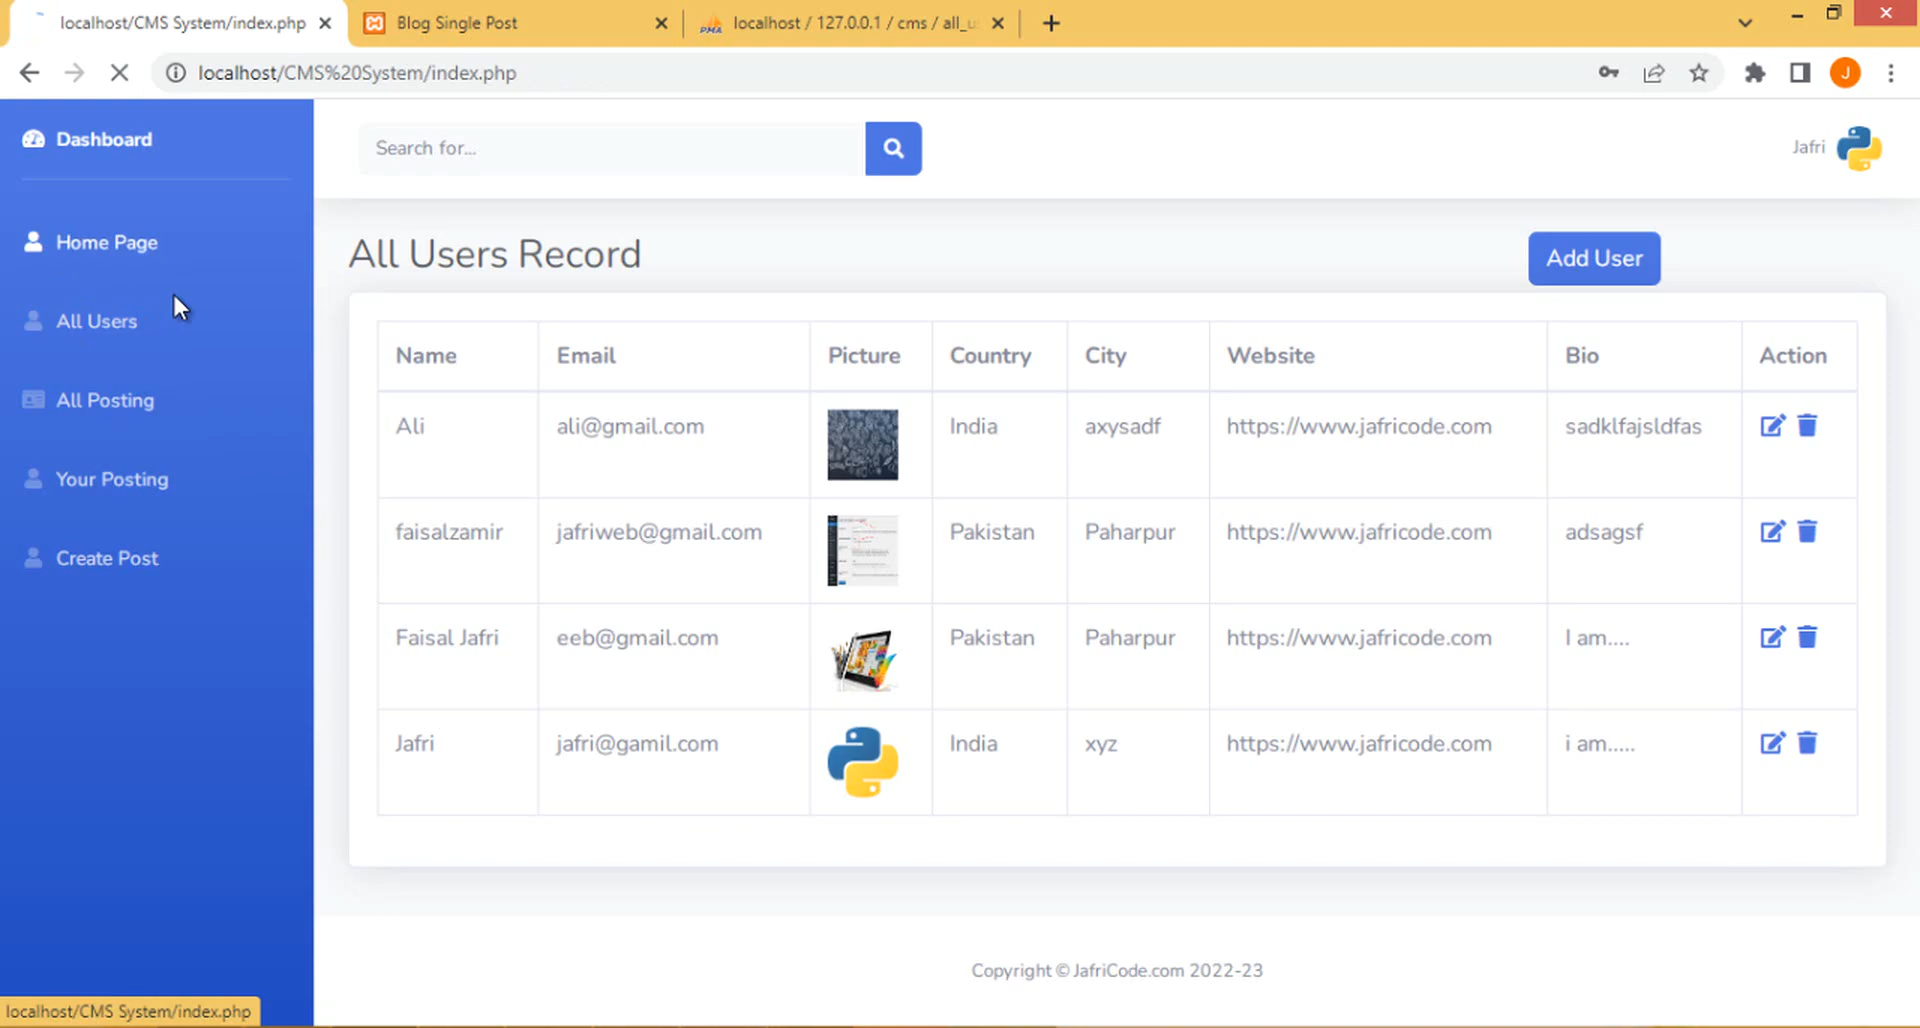 localhost/CMS System/index.php
Blog Single Post
PMA localhost / 127.0.0.1 / cms / all_u
localhost/CMS%20System/index.php
J
Dashboard
Home Page
All Users
All Posting
Your Posting
Create Post
Search for...
Jafri
All Users Record
Add User
Name Email Picture Country City Website Bio Action
Ali ali@gmail.com India axysadf https://www.jafricode.com sadklfajsldfas
faisalzamir jafriweb@gmail.com Pakistan Paharpur https://www.jafricode.com adsagsf
Faisal Jafri eeb@gmail.com Pakistan Paharpur https://www.jafricode.com I am....
Jafri jafri@gamil.com India xyz https://www.jafricode.com i am.....
Copyright © JafriCode.com 2022-23
localhost/CMS System/index.php